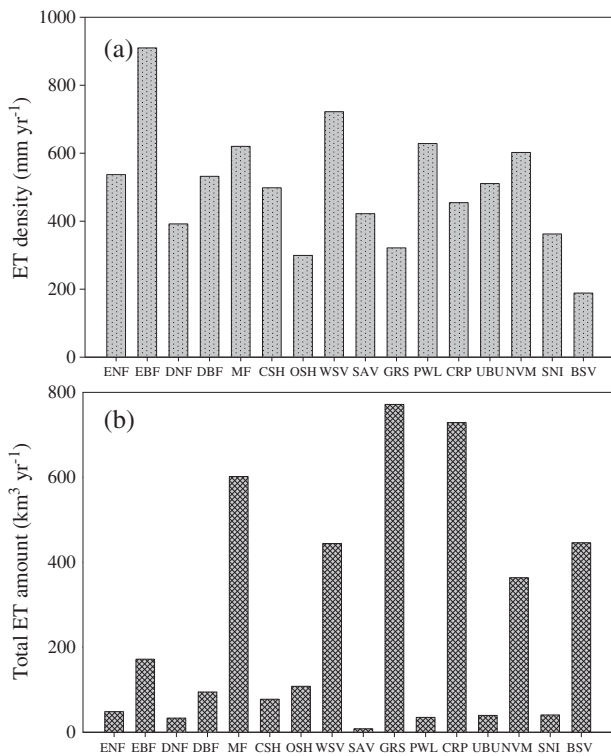 (a)
ET density (mm yr⁻¹)
1000
800
600
400
200
0
ENF EBF DNF DBF MF CSH OSH WSV SAV GRS PWL CRP UBU NVM SNI BSV
(b)
Total ET amount (km³ yr⁻¹)
800
600
400
200
0
ENF EBF DNF DBF MF CSH OSH WSV SAV GRS PWL CRP UBU NVM SNI BSV